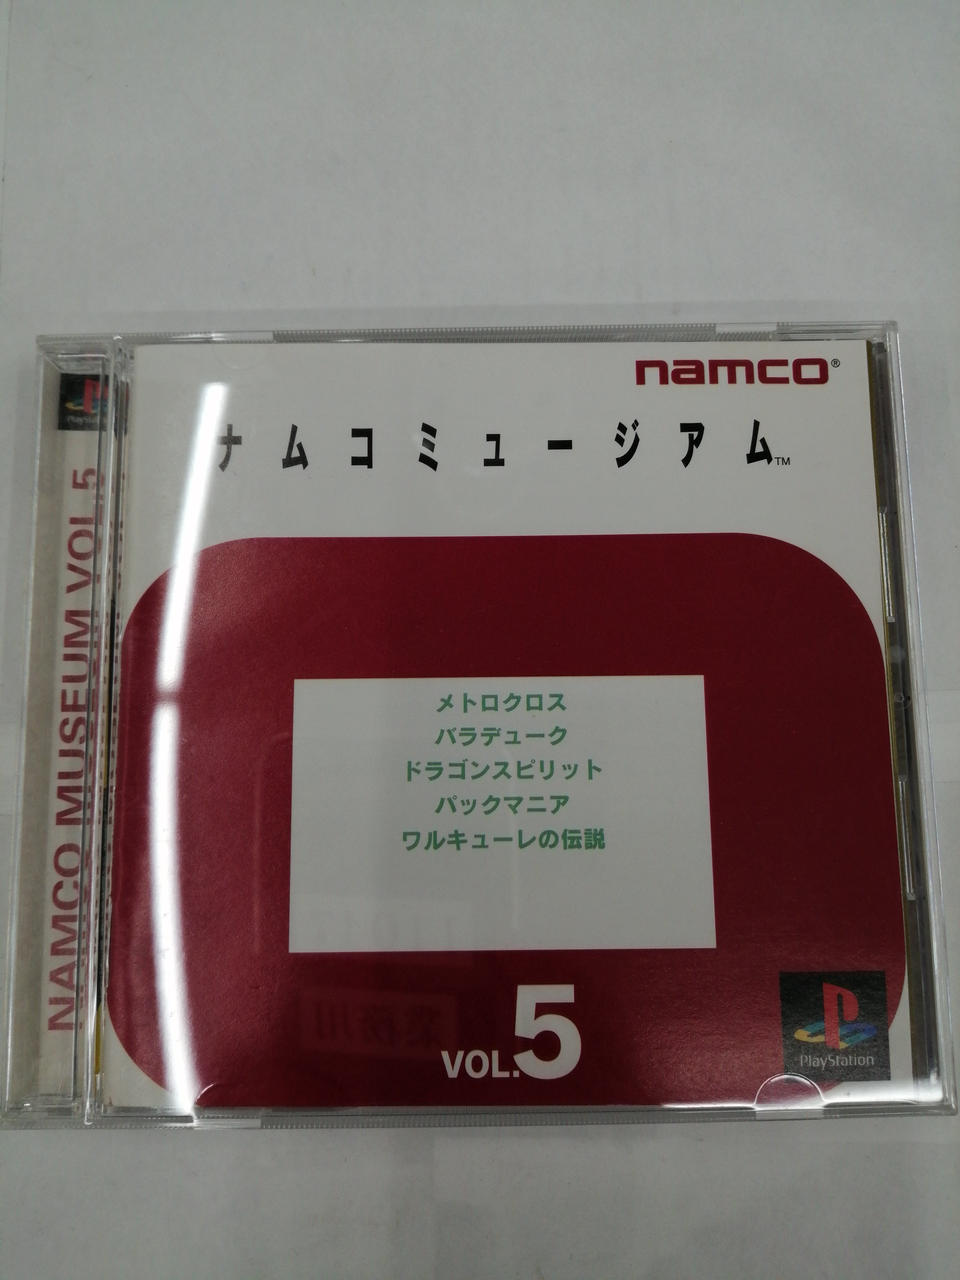 namco®
ナムコミュージアム™
メトロクロス
バラデューク
ドラゴンスピリット
パックマニア
ワルキューレの伝説
VOL.5
PlayStation
PlayStation
NAMCO MUSEUM VOL.5